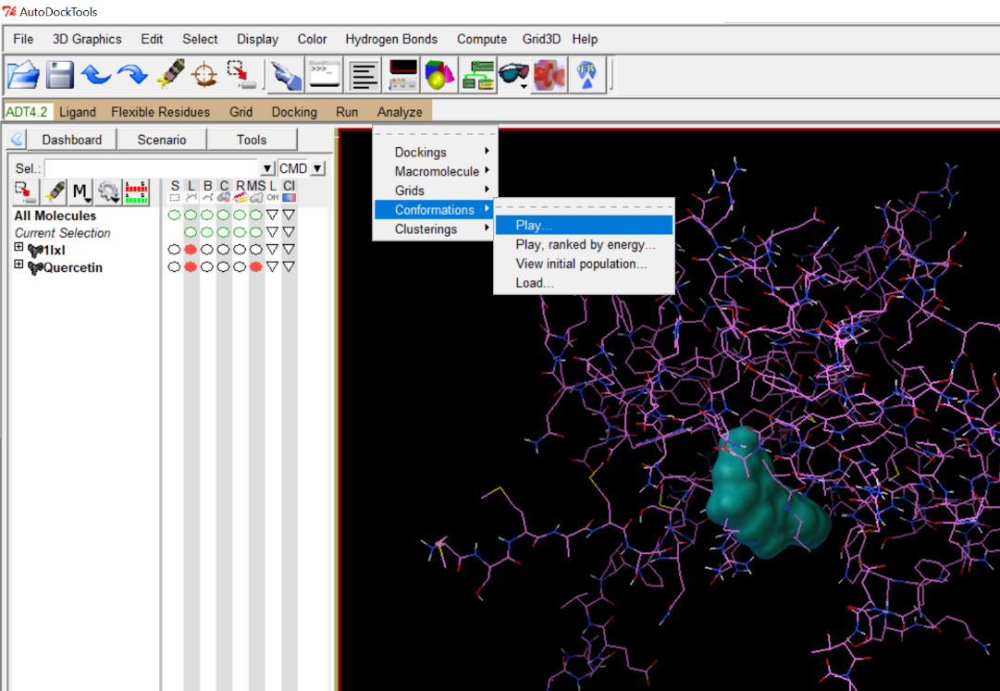 AutoDockTools
File 3D Graphics Edit Select Display Color Hydrogen Bonds Compute Grid3D Help
>>>_
ADT4.2 Ligand Flexible Residues Grid Docking Run Analyze
Dashboard Scenario Tools
Sel.: CMD
M
S L B C R MS L Cl
All Molecules
Current Selection
1lxl
Quercetin
Dockings
Macromolecule
Grids
Conformations
Clusterings
Play...
Play, ranked by energy...
View initial population...
Load...